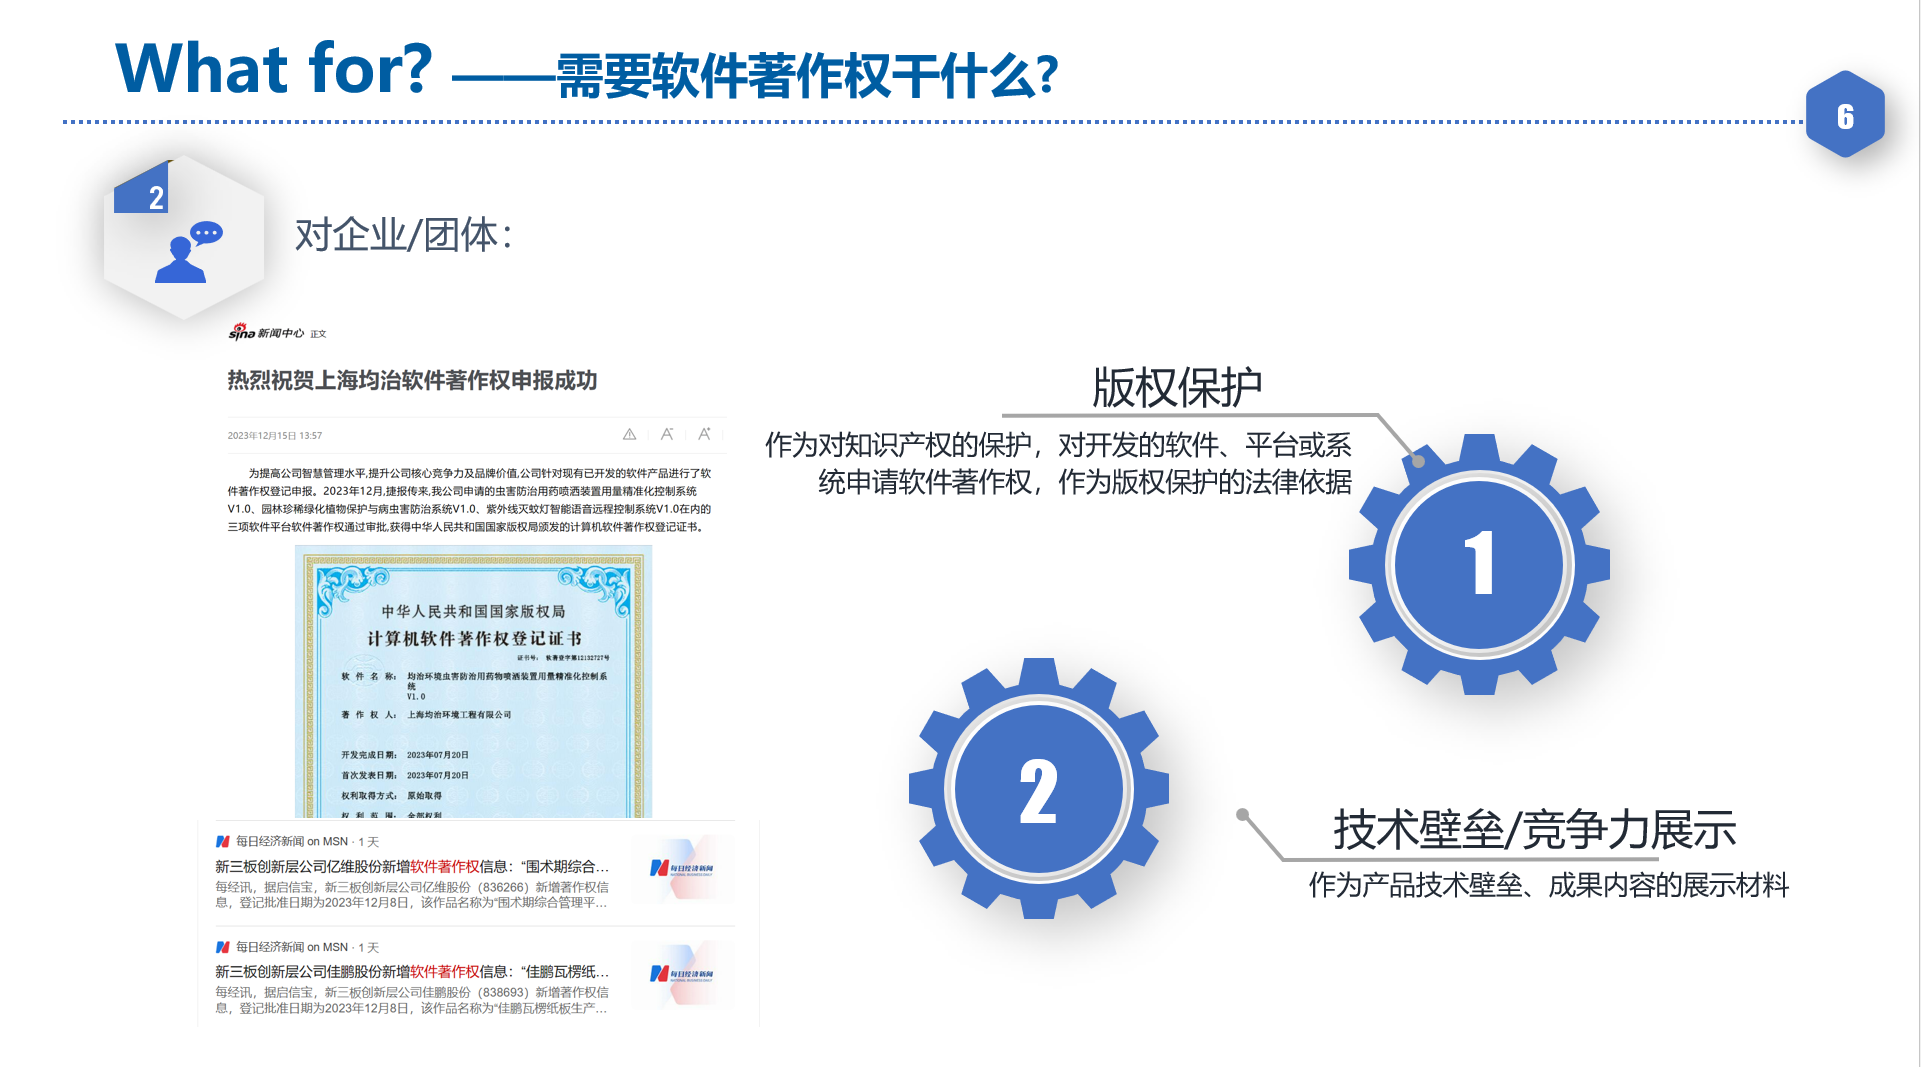 What for? ——需要软件著作权干什么?
6
2
对企业/团体：
sina 新闻中心 正文
热烈祝贺上海均治软件著作权申报成功
2023年12月15日 13:57
为提高公司智慧管理水平,提升公司核心竞争力及品牌价值,公司针对现有已开发的软件产品进行了软
件著作权登记申报。2023年12月,捷报传来,我公司申请的虫害防治用药喷洒装置用量精准化控制系统
V1.0、园林珍稀绿化植物保护与病虫害防治系统V1.0、紫外线灭蚊灯智能语音远程控制系统V1.0在内的
三项软件平台软件著作权通过审批,获得中华人民共和国国家版权局颁发的计算机软件著作权登记证书。
中华人民共和国国家版权局
计算机软件著作权登记证书
证书号： 软著登字第12132727号
软 件 名 称： 均治环境虫害防治用药物喷洒装置用量精准化控制系
统
V1.0
著 作 权 人： 上海均治环境工程有限公司
开发完成日期： 2023年07月20日
首次发表日期： 2023年07月20日
权利取得方式： 原始取得
权 利 范 围： 全部权利
每日经济新闻 on MSN · 1 天
新三板创新层公司亿维股份新增软件著作权信息：“围术期综合...
每经讯，据启信宝，新三板创新层公司亿维股份（836266）新增著作权信
息，登记批准日期为2023年12月8日，该作品名称为“围术期综合管理平...
每日经济新闻
每日经济新闻 on MSN · 1 天
新三板创新层公司佳鹏股份新增软件著作权信息：“佳鹏瓦楞纸...
每经讯，据启信宝，新三板创新层公司佳鹏股份（838693）新增著作权信
息，登记批准日期为2023年12月8日，该作品名称为“佳鹏瓦楞纸板生产...
每日经济新闻
版权保护
作为对知识产权的保护，对开发的软件、平台或系
统申请软件著作权，作为版权保护的法律依据
1
2
技术壁垒/竞争力展示
作为产品技术壁垒、成果内容的展示材料